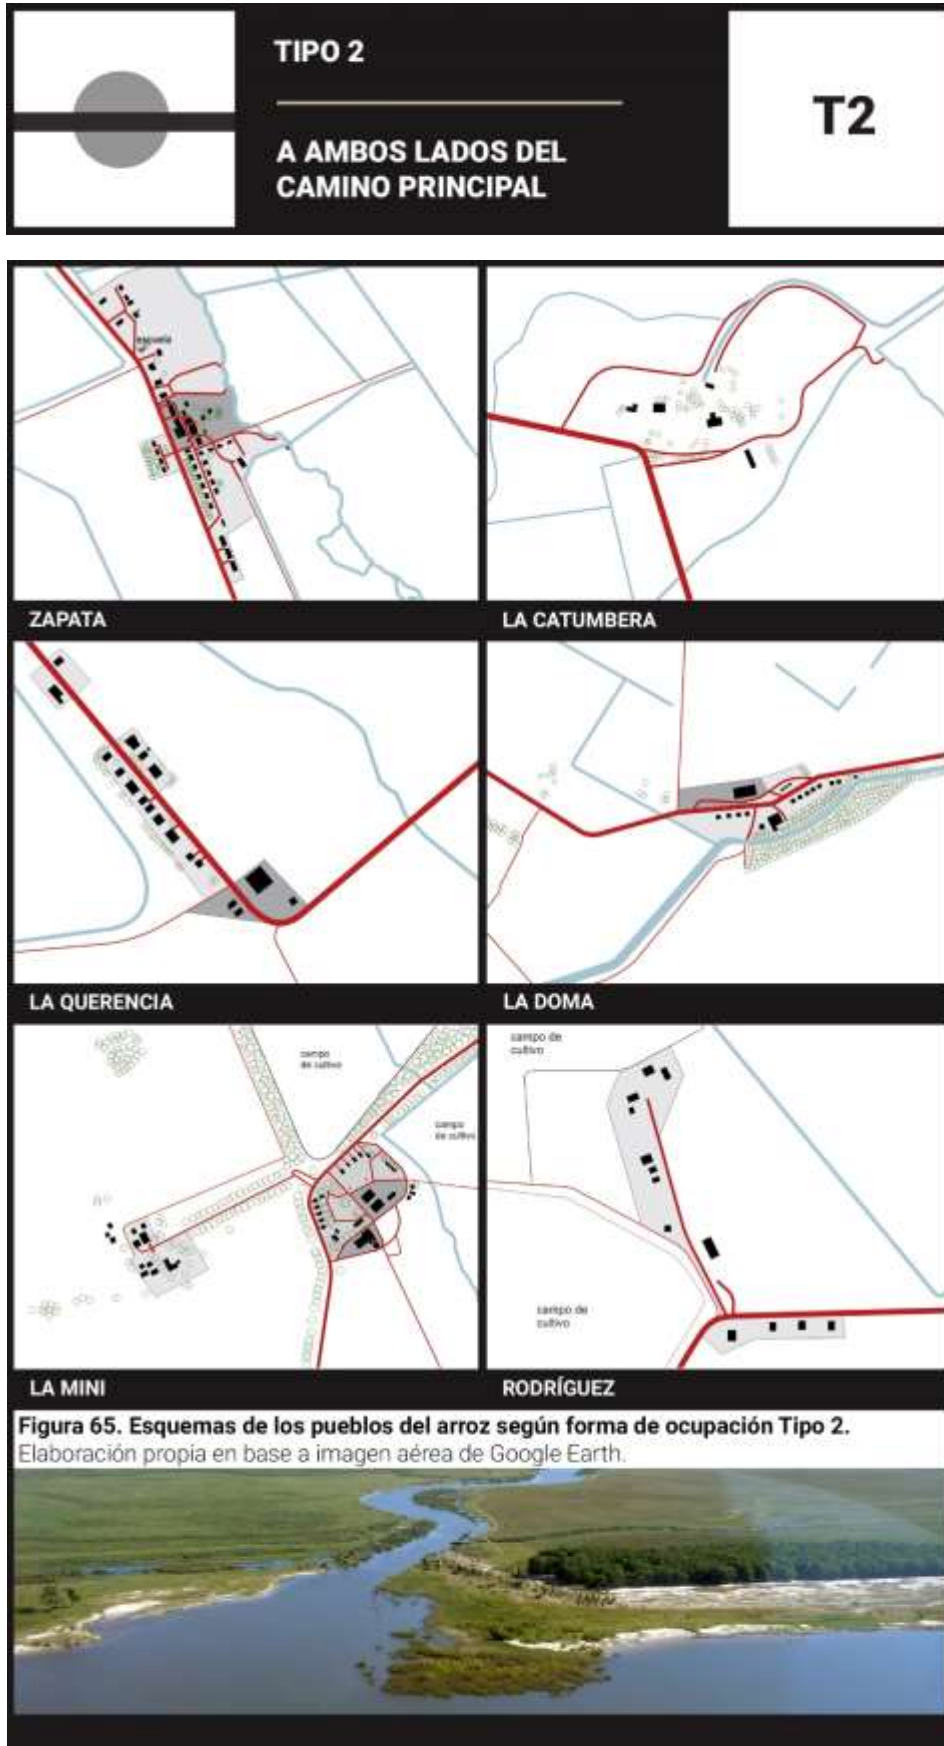 TIPO 2
A AMBOS LADOS DEL
CAMINO PRINCIPAL
T2
escuela
ZAPATA
LA CATUMBERA
LA QUERENCIA
LA DOMA
campo
de cultivo
campo
de cultivo
LA MINI
campo de
cultivo
campo de
cultivo
RODRÍGUEZ
Figura 65. Esquemas de los pueblos del arroz según forma de ocupación Tipo 2.
Elaboración propia en base a imagen aérea de Google Earth.